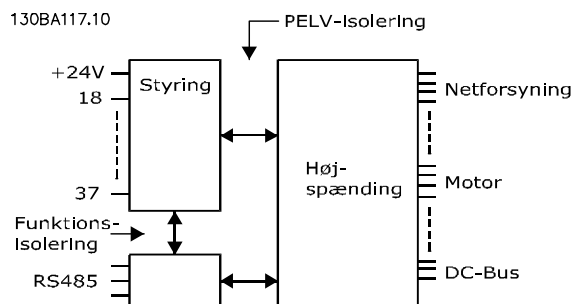 130BA117.10
PELV-isolering
+24V
Styring
18
Netforsyning
37
Høj-
spænding
Motor
Funktions-
isolering
RS485
DC-Bus